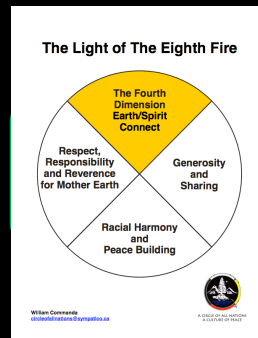 The Light of The Eighth Fire
The Fourth
Dimension
Earth/Spirit
Connect
Respect,
Responsibility
and Reverence
for Mother Earth
Generosity
and
Sharing
Racial Harmony
and
Peace Building
William Commanda
circleofallnations@sympatico.ca
A CIRCLE OF ALL NATIONS
A CULTURE OF PEACE